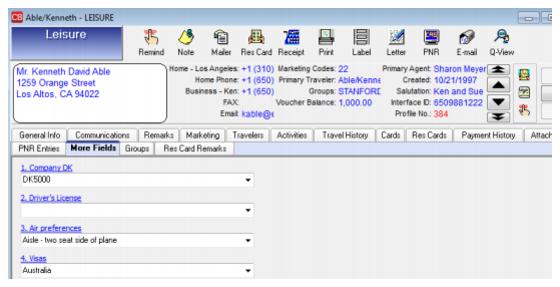 CB Able/Kenneth - LEISURE
Leisure
Remind Note Mailer Res Card Receipt Print Label Letter PNR E-mail Q-View
Mr. Kenneth David Able
1259 Orange Street
Los Altos, CA 94022
Home - Los Angeles: +1 (310)
Home Phone: +1 (650)
Business - Ken: +1 (650)
FAX:
Email: kable@
Marketing Codes: 22
Primary Traveler: Able/Kenne
Groups: STANFORD
Voucher Balance: 1,000.00
Primary Agent: Sharon Meyer
Created: 10/21/1997
Salutation: Ken and Sue
Interface ID: 6509881222
Profile No.: 384
General Info Communications Remarks Marketing Travelers Activities Travel History Cards Res Cards Payment History Attach
PNR Entries More Fields Groups Res Card Remarks
1. Company DK
DK5000
2. Driver's License
3. Air preferences
Aisle - two seat side of plane
4. Visas
Australia